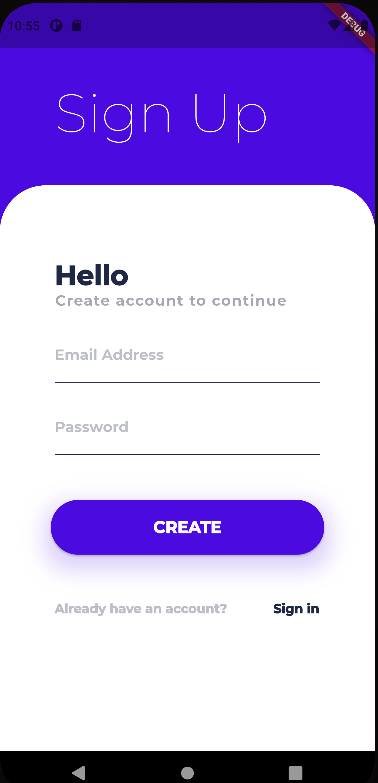 10:55
DEBUG
Sign Up
Hello
Create account to continue
Email Address
Password
CREATE
Already have an account? Sign in